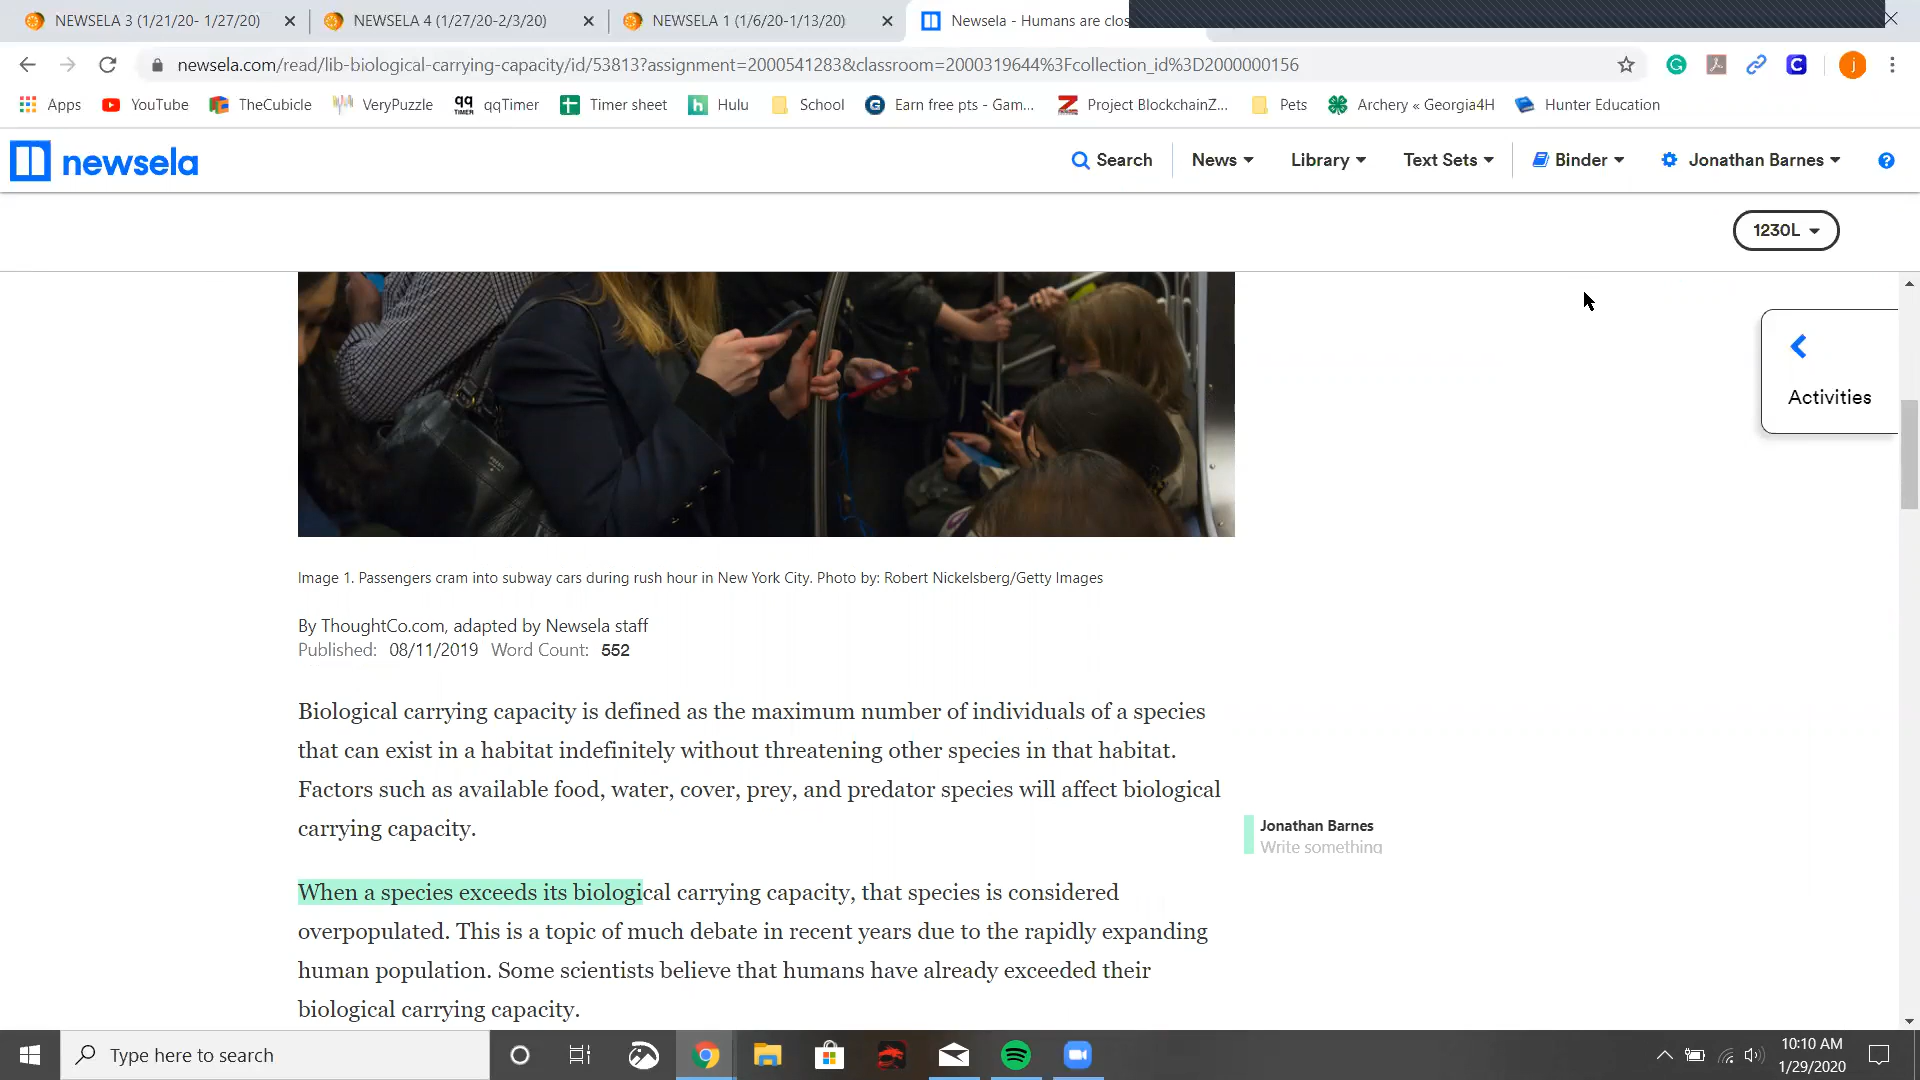 NEWSELA 3 (1/21/20- 1/27/20)
NEWSELA 4 (1/27/20-2/3/20)
NEWSELA 1 (1/6/20-1/13/20)
Newsela - Humans are clos
newsela.com/read/lib-biological-carrying-capacity/id/53813?assignment=2000541283&classroom=2000319644%3Fcollection_id%3D2000000156
j
Apps YouTube TheCubicle VeryPuzzle qqTimer Timer sheet Hulu School Earn free pts - Gam... Project BlockchainZ... Pets Archery « Georgia4H Hunter Education
newsela
Search News Library Text Sets Binder Jonathan Barnes
1230L
Activities
Image 1. Passengers cram into subway cars during rush hour in New York City. Photo by: Robert Nickelsberg/Getty Images
By ThoughtCo.com, adapted by Newsela staff
Published: 08/11/2019 Word Count: 552
Biological carrying capacity is defined as the maximum number of individuals of a species
that can exist in a habitat indefinitely without threatening other species in that habitat.
Factors such as available food, water, cover, prey, and predator species will affect biological
carrying capacity.
Jonathan Barnes
Write something
When a species exceeds its biological carrying capacity, that species is considered
overpopulated. This is a topic of much debate in recent years due to the rapidly expanding
human population. Some scientists believe that humans have already exceeded their
biological carrying capacity.
Type here to search
10:10 AM
1/29/2020